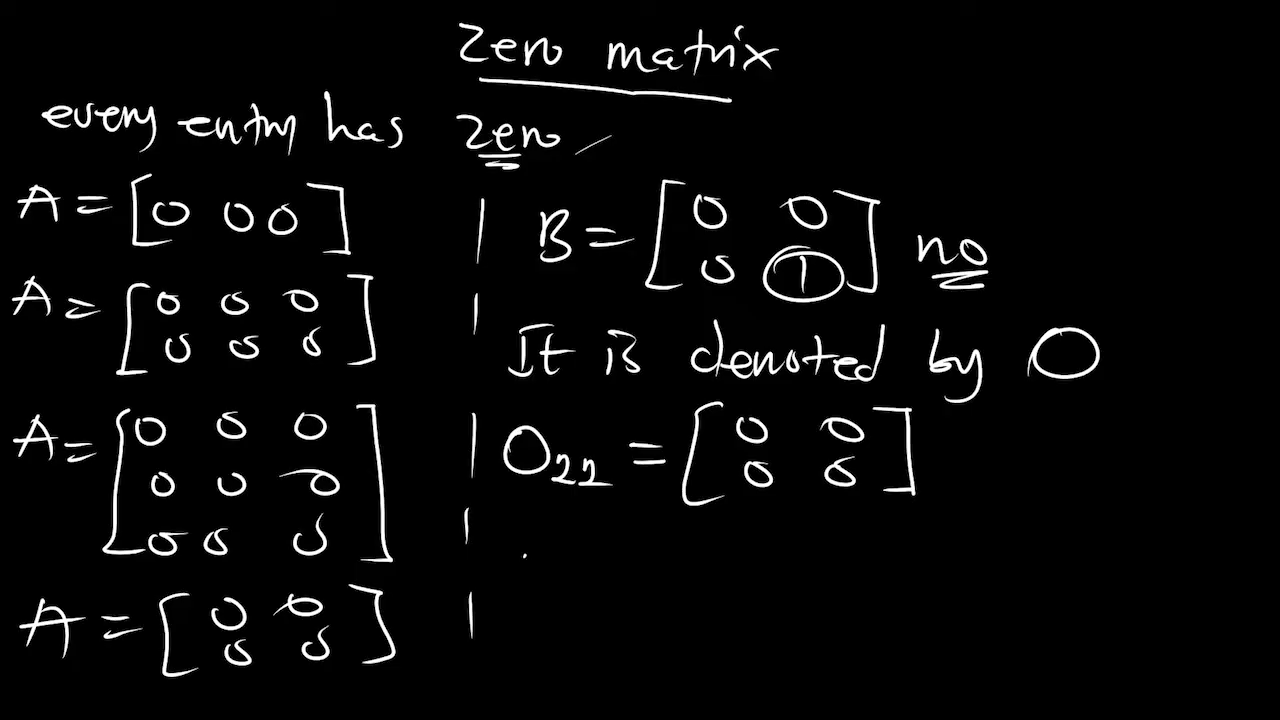 Zero matrix
every entry has zero
A = [0 0 0]
A = [0 0 0
0 0 0]
A = [0 0 0
0 0 0
0 0 0]
A = [0 0
0 0]
B = [0 0
0 1] no
It is denoted by O
O22 = [0 0
0 0]